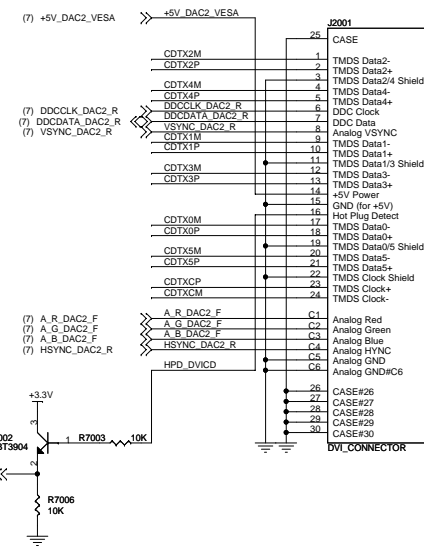 J2001
(7) +5V_DAC2_VESA +5V_DAC2_VESA
25 CASE
CDTX2M 1 TMDS Data2-
CDTX2P 2 TMDS Data2+
3 TMDS Data2/4 Shield
CDTX4M 4 TMDS Data4-
CDTX4P 5 TMDS Data4+
(7) DDCCLK_DAC2_R DDCCLK_DAC2_R 6 DDC Clock
(7) DDCDATA_DAC2_R DDCDATA_DAC2_R 7 DDC Data
(7) VSYNC_DAC2_R VSYNC_DAC2_R 8 Analog VSYNC
CDTX1M 9 TMDS Data1-
CDTX1P 10 TMDS Data1+
11 TMDS Data1/3 Shield
CDTX3M 12 TMDS Data3-
CDTX3P 13 TMDS Data3+
14 +5V Power
15 GND (for +5V)
16 Hot Plug Detect
CDTX0M 17 TMDS Data0-
CDTX0P 18 TMDS Data0+
19 TMDS Data0/5 Shield
CDTX5M 20 TMDS Data5-
CDTX5P 21 TMDS Data5+
22 TMDS Clock Shield
CDTXCP 23 TMDS Clock+
CDTXCM 24 TMDS Clock-
(7) A_R_DAC2_F A_R_DAC2_F C1 Analog Red
(7) A_G_DAC2_F A_G_DAC2_F C2 Analog Green
(7) A_B_DAC2_F A_B_DAC2_F C3 Analog Blue
(7) HSYNC_DAC2_R HSYNC_DAC2_R C4 Analog HYNC
C5 Analog GND
HPD_DVICD C6 Analog GND#C6
26 CASE#26
27 CASE#27
28 CASE#28
29 CASE#29
30 CASE#30
DVI_CONNECTOR
+3.3V
3
002
BT3904
1 R7003 10K
2
R7006
10K